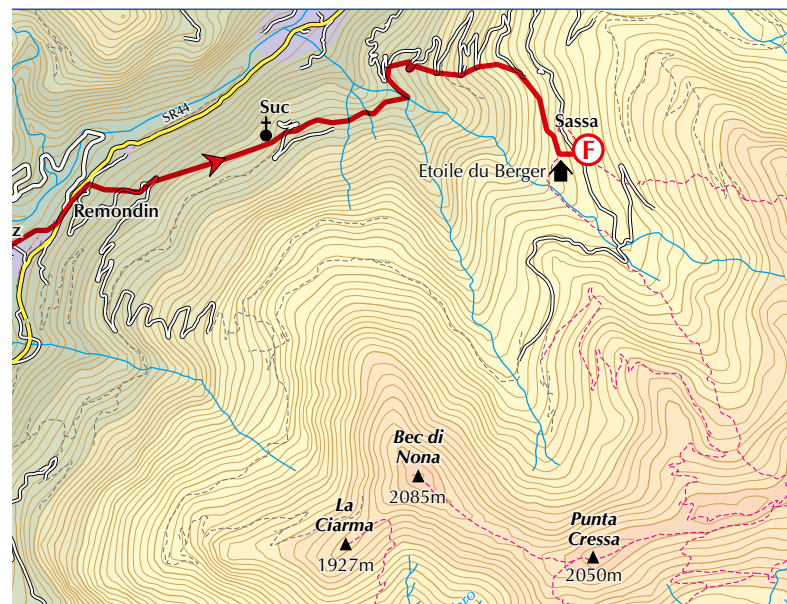 SR44
Suc
Sassa
F
Etoile du Berger
Remondin
z
Bec di
Nona
2085m
La
Ciarma
1927m
Punta
Cressa
2050m